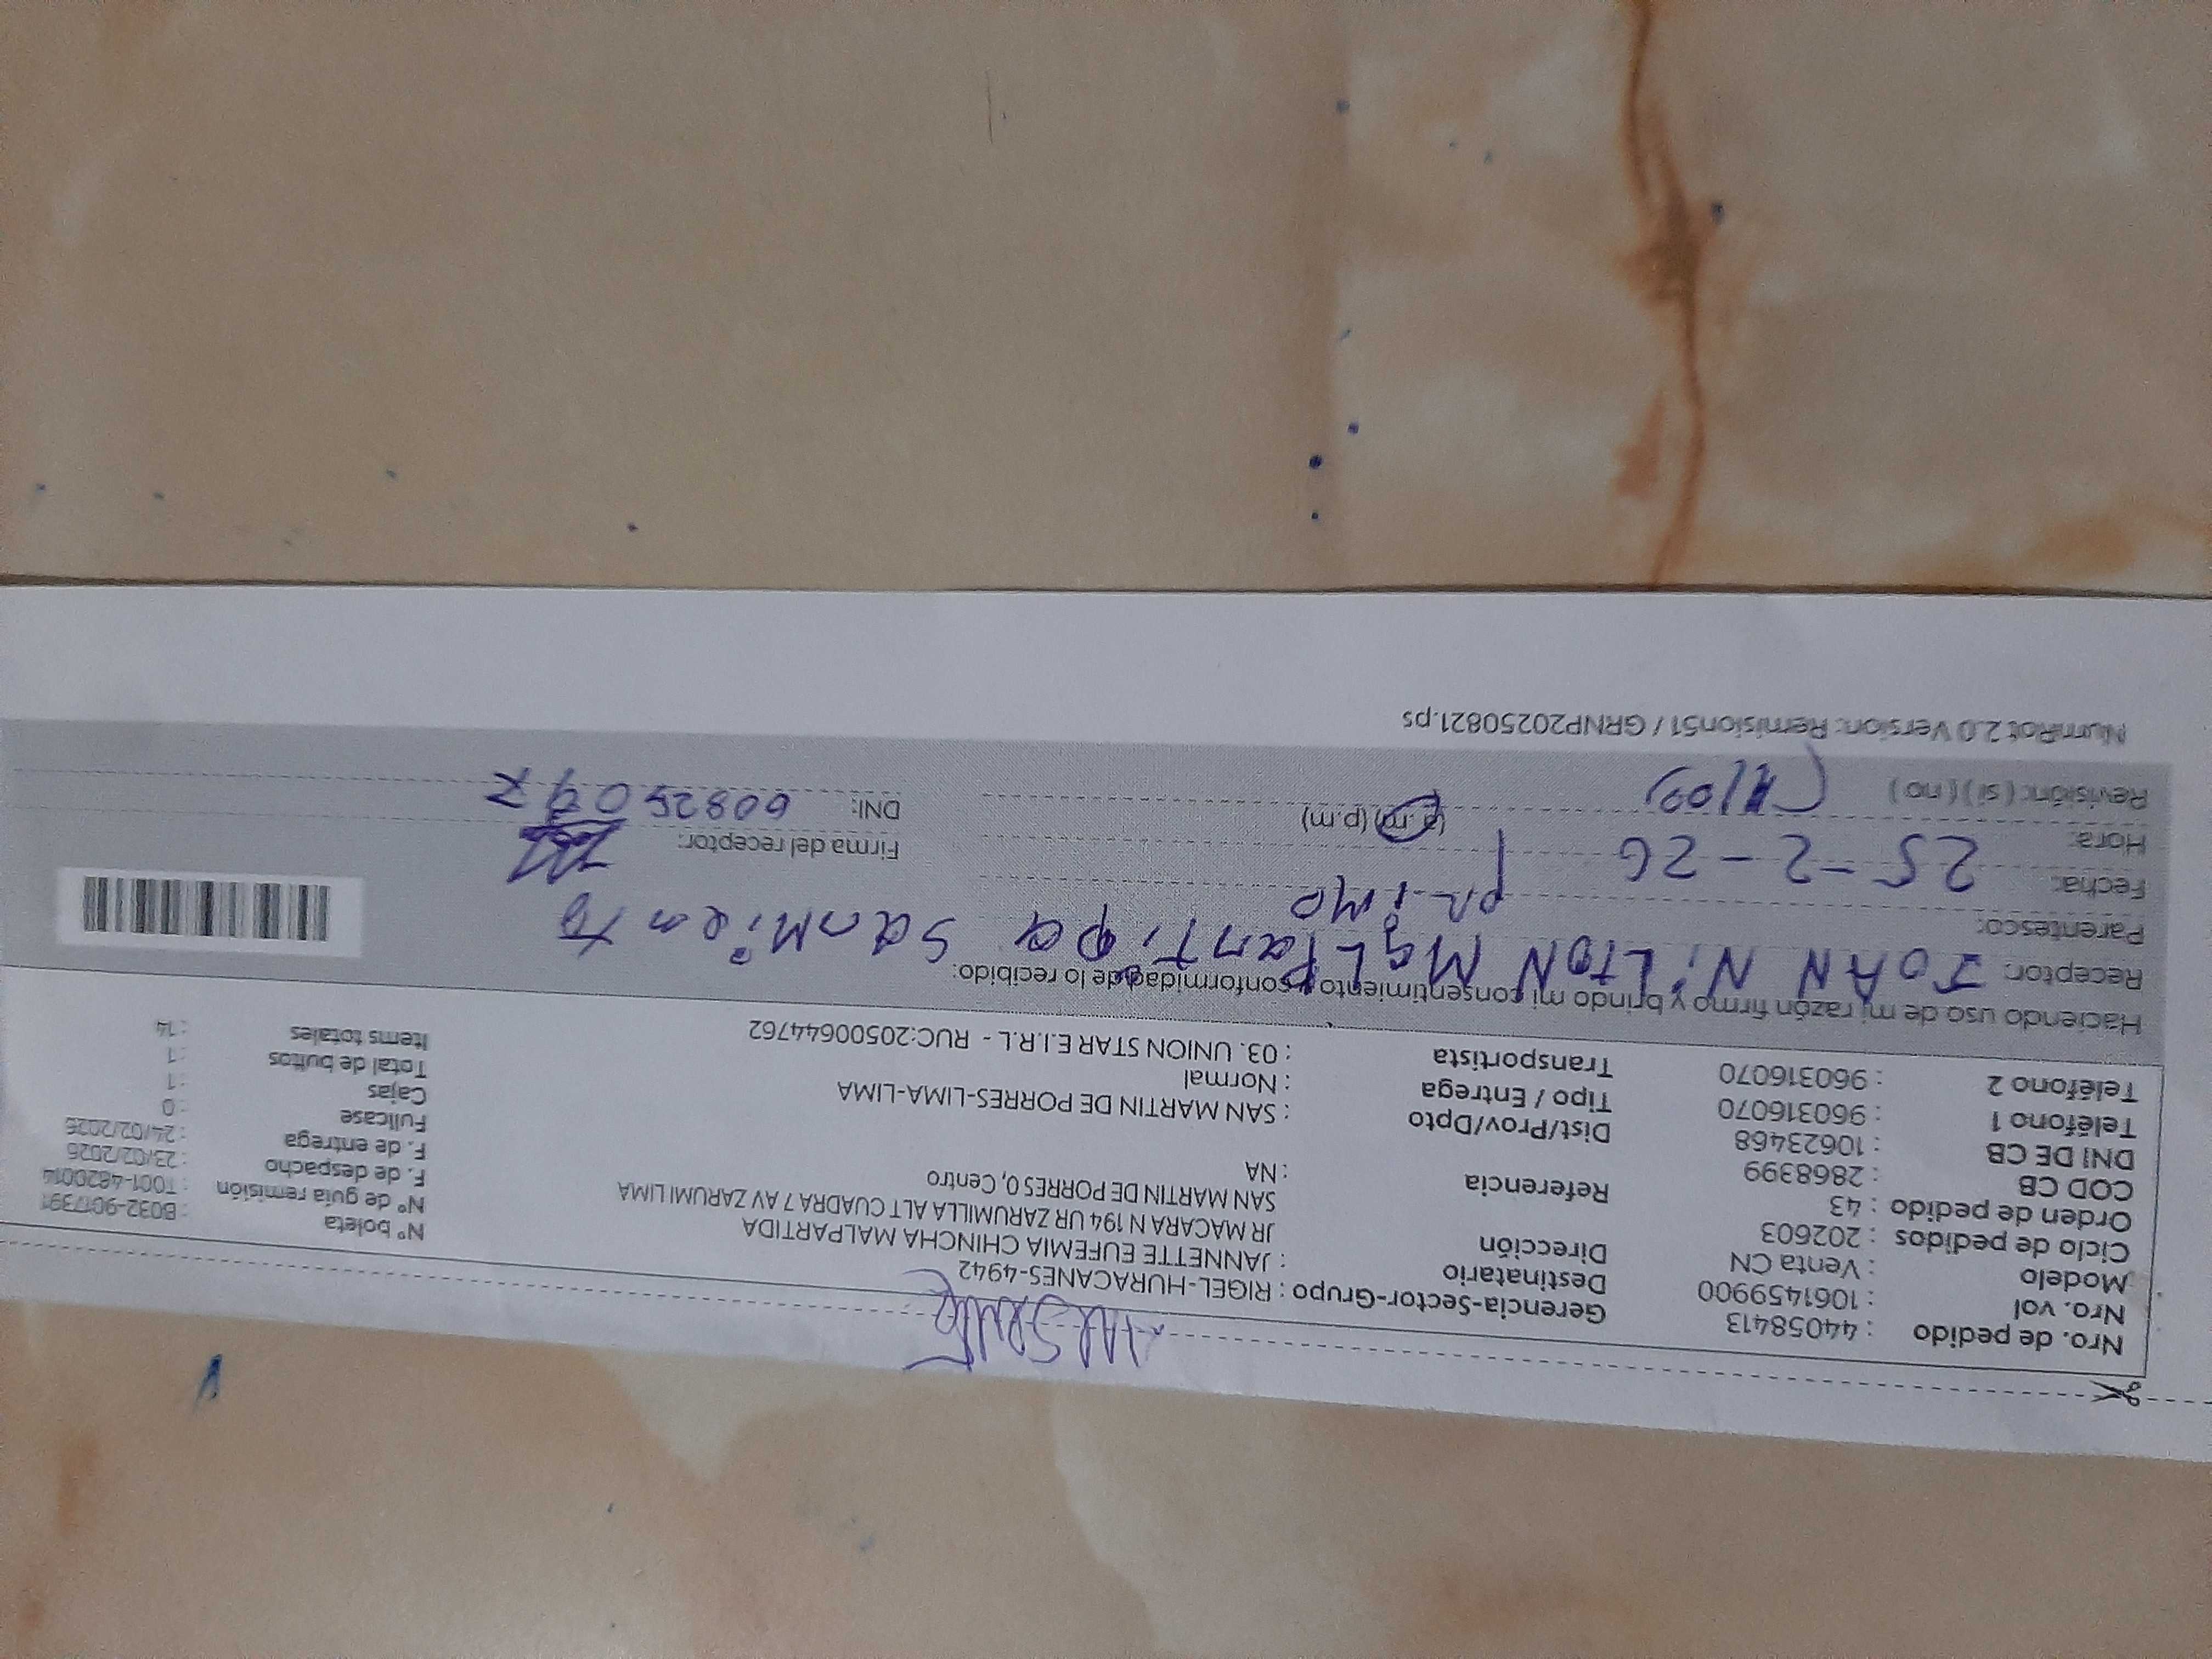 Nro. de pedido : 44058413
Nro. vol : 1061459900
Modelo : Venta CN
Ciclo de pedidos : 202603
Orden de pedido : 43
COD CB : 2868399
DNI DE CB : 10623468
Teléfono 1 : 960316070
Teléfono 2 : 960316070
Gerencia-Sector-Grupo : RIGEL-HURACANES-4942
Destinatario : JANNETTE EUFEMIA CHINCHA MALPARTIDA
Dirección JR MACARA N 194 UR ZARUMILLA ALT CUADRA 7 AV ZARUMI LIMA
SAN MARTIN DE PORRES 0, Centro
Referencia : NA
Dist/Prov/Dpto : SAN MARTIN DE PORRES-LIMA-LIMA
Tipo / Entrega : Normal
Transportista : 03. UNION STAR E.I.R.L - RUC:20500644762
N° boleta : B032-9617391
N° de guía remisión : T001-4820014
F. de despacho : 23/02/2026
F. de entrega : 24/02/2026
Fullcase : 0
Cajas : 1
Total de bultos : 1
Items totales : 14
Haciendo uso de mi razón firmo y brindo mi consentimiento y conformidad de lo recibido:
Receptor: JOAN NiLTON sarmiento
Parentesco: primo
Fecha: 25-2-26
Hora: (a.m) (p.m)
Revisión: ( si ) ( no )
Firma del receptor:
DNI:
NumRot 2.0 Version: Remision51 / GRNP20250821.ps